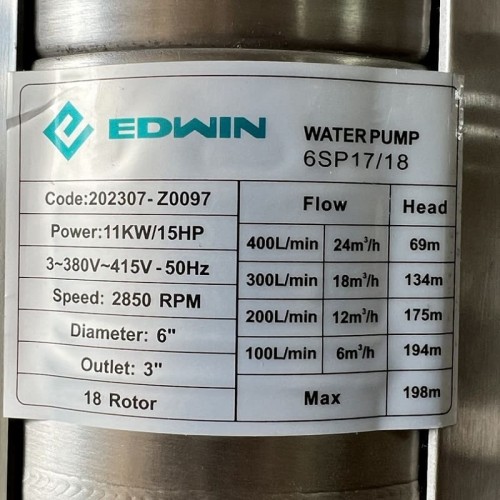 EDWIN
WATER PUMP
6SP17/18
Code:202307-Z0097
Power:11KW/15HP
3~380V~415V-50Hz
Speed: 2850 RPM
Diameter: 6"
Outlet: 3"
18 Rotor
Flow Head
400L/min 24m³/h 69m
300L/min 18m³/h 134m
200L/min 12m³/h 175m
100L/min 6m³/h 194m
Max 198m